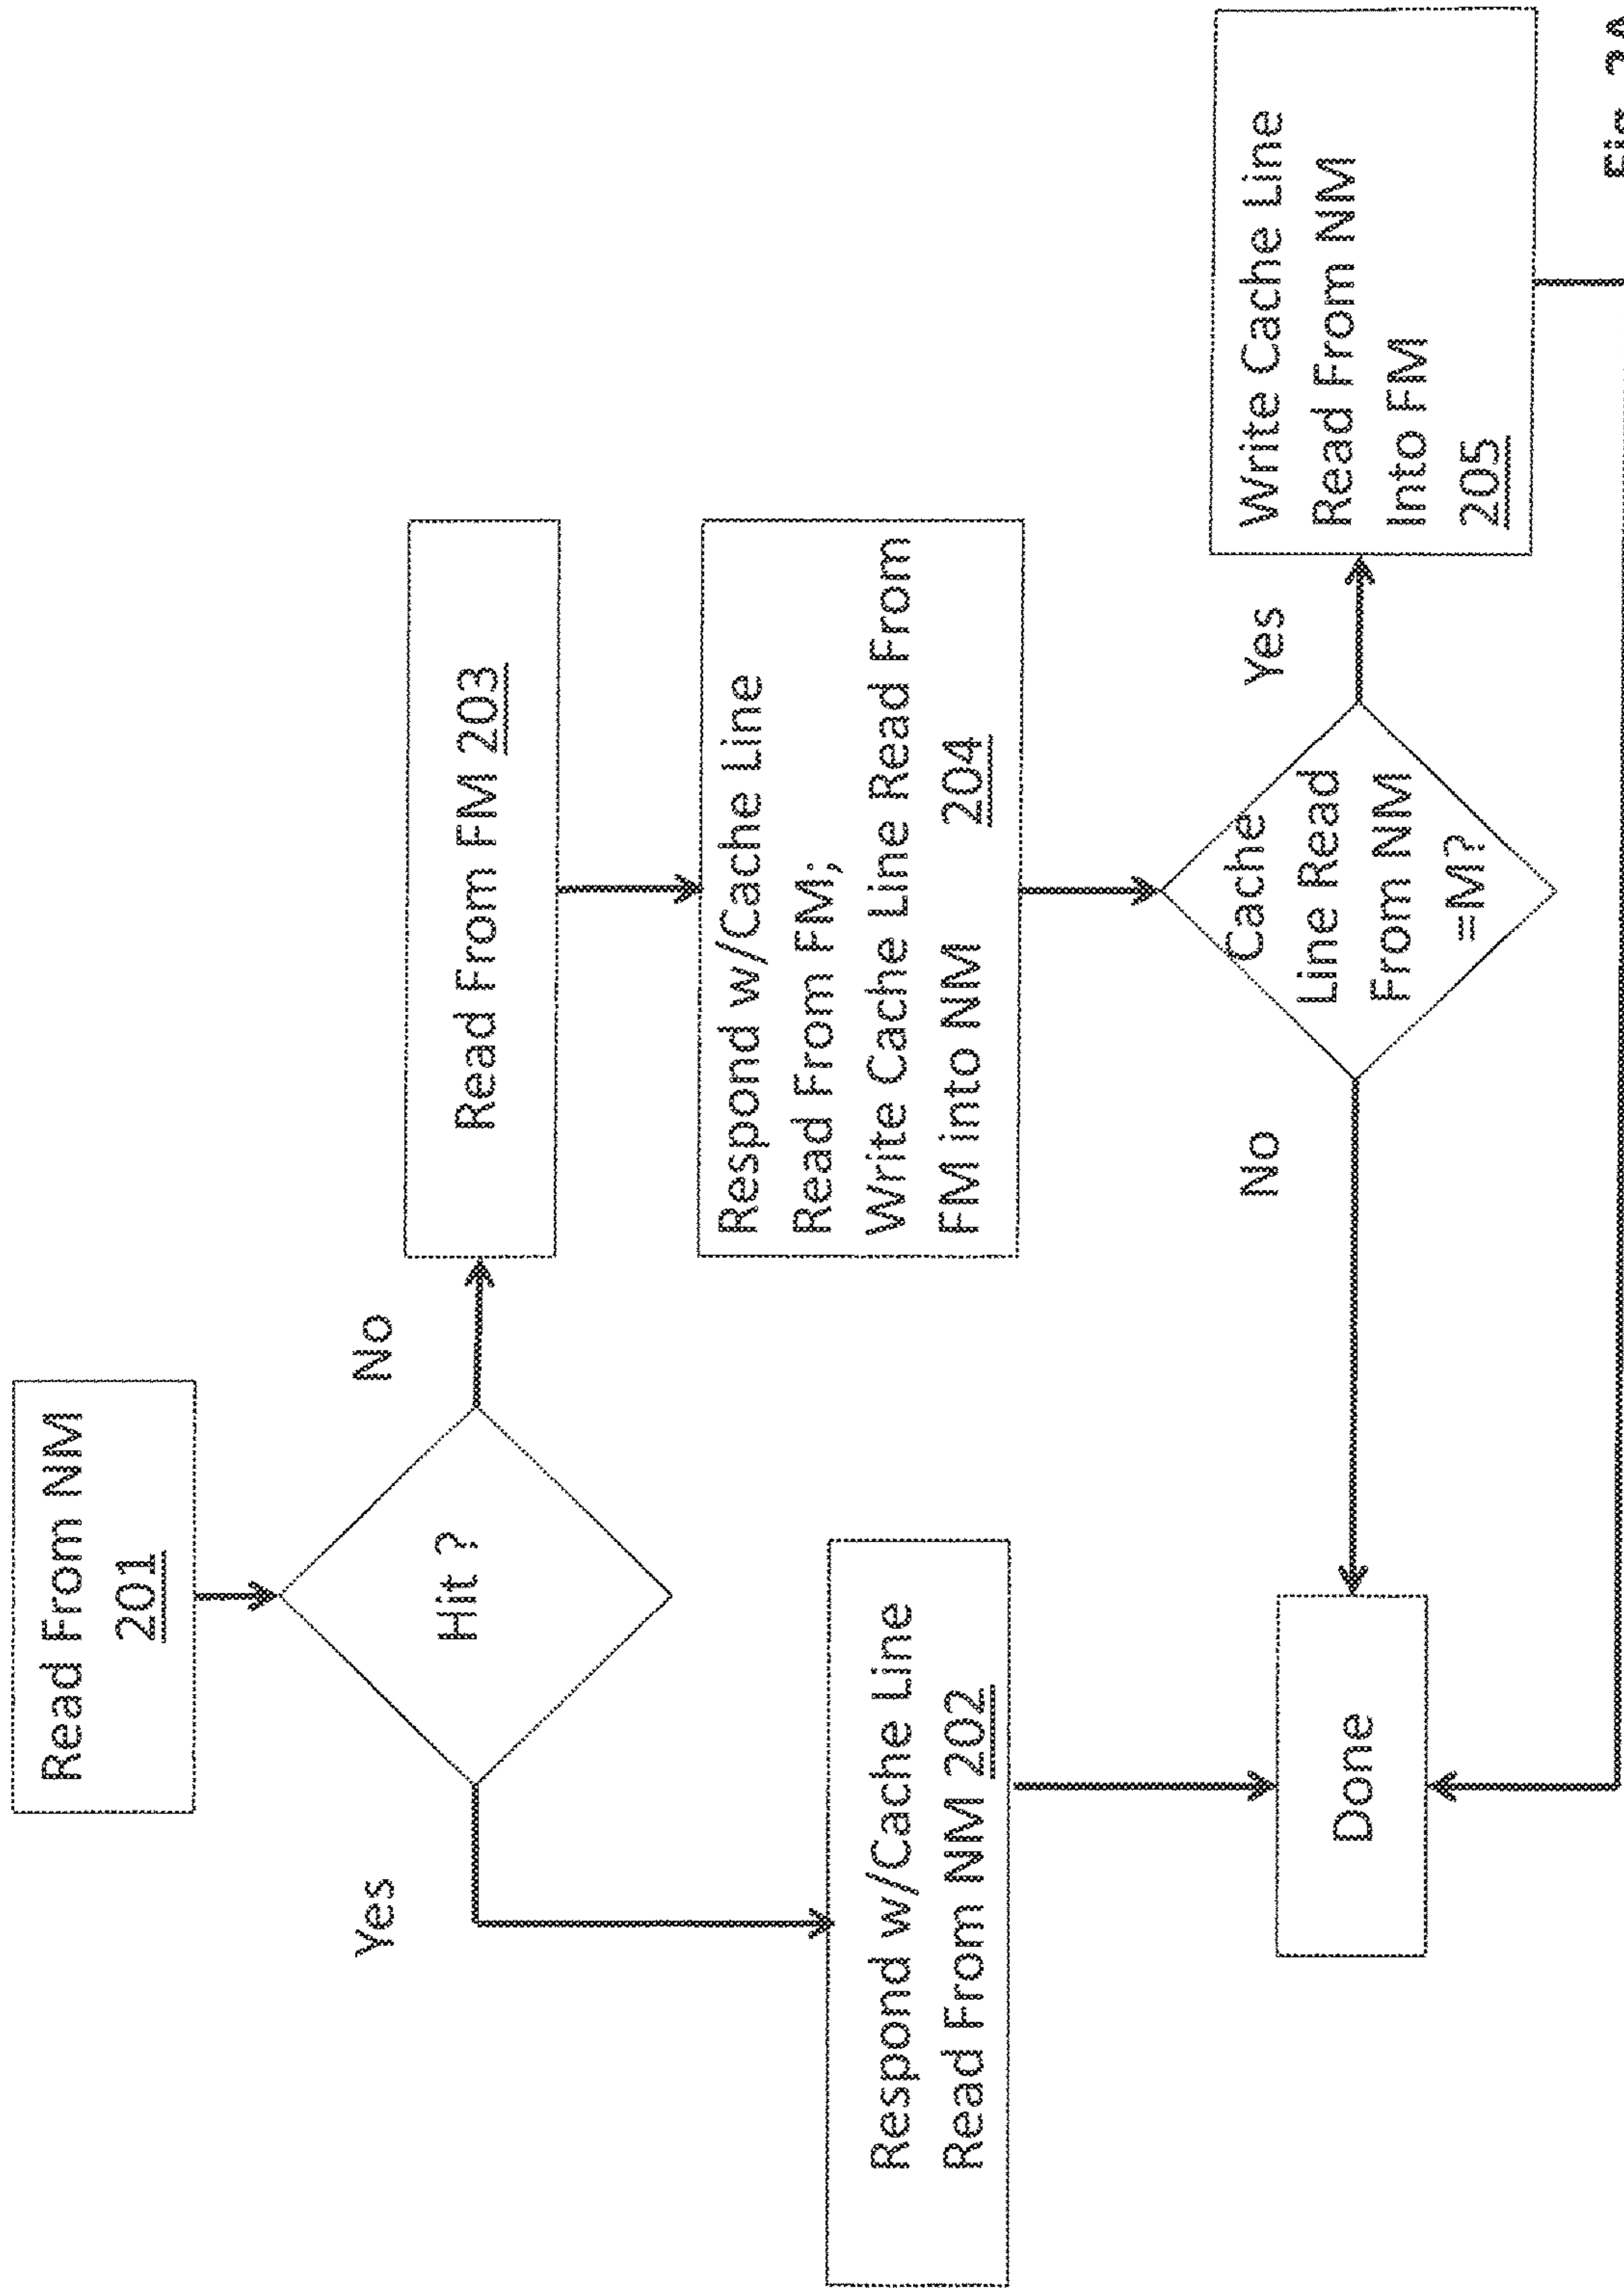 Read From NM
201
Hit ?
Yes
No
Respond w/Cache Line
Read From NM 202
Read From FM 203
Respond w/Cache Line
Read From FM;
Write Cache Line Read From
FM into NM 204
Cache
Line Read
From NM
=M?
No
Yes
Write Cache Line
Read From NM
Into FM
205
Done